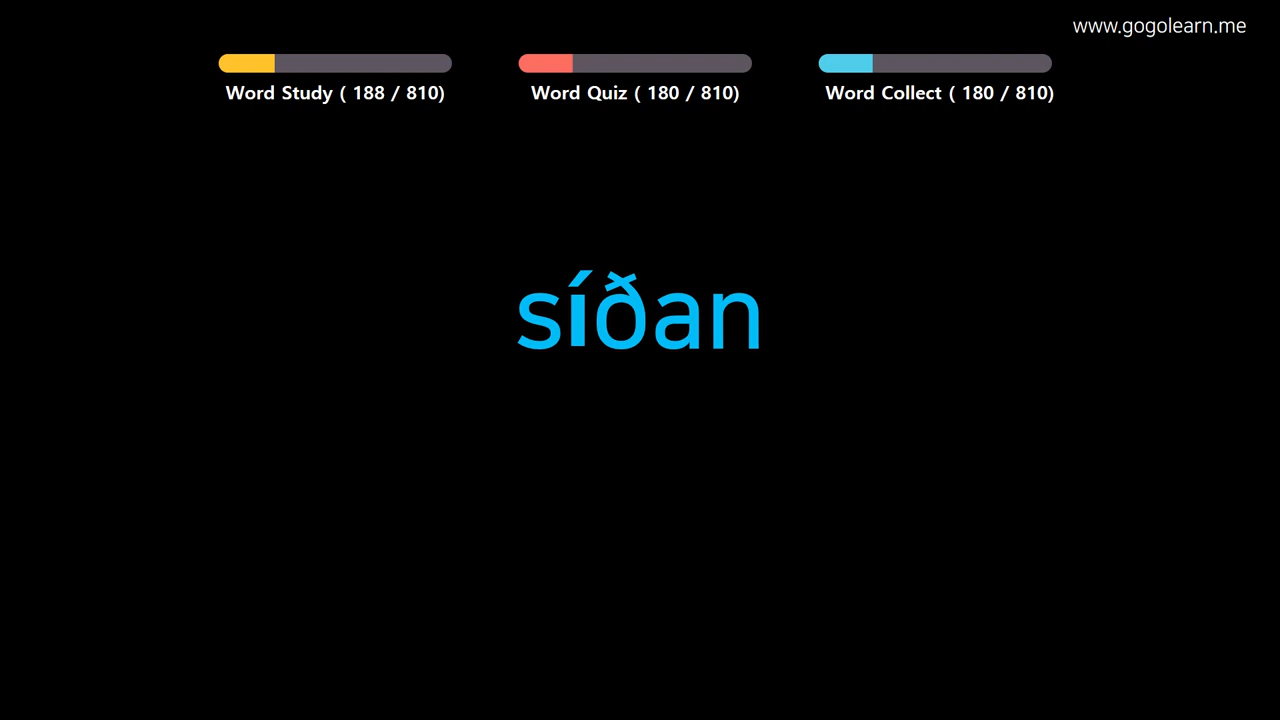 www.gogolearn.me
Word Study ( 188 / 810)
Word Quiz ( 180 / 810)
Word Collect ( 180 / 810)
síðan